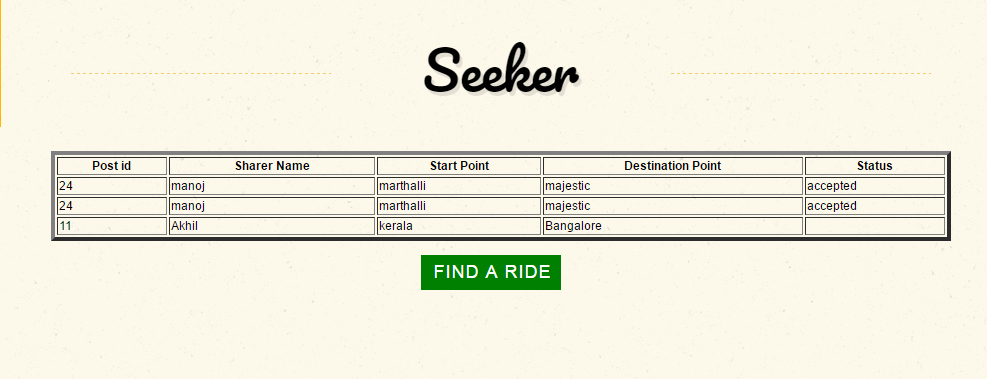 Seeker
Post id Sharer Name Start Point Destination Point Status
24 manoj marthalli majestic accepted
24 manoj marthalli majestic accepted
11 Akhil kerala Bangalore
FIND A RIDE